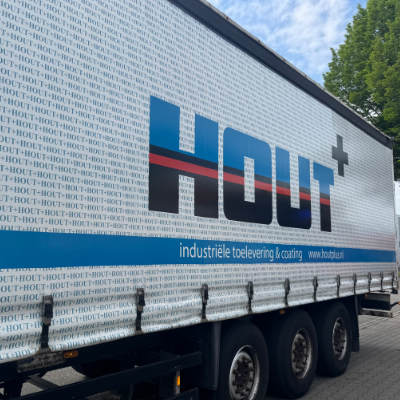 HOUT+
industriële toelevering & coating www.houtplus.nl